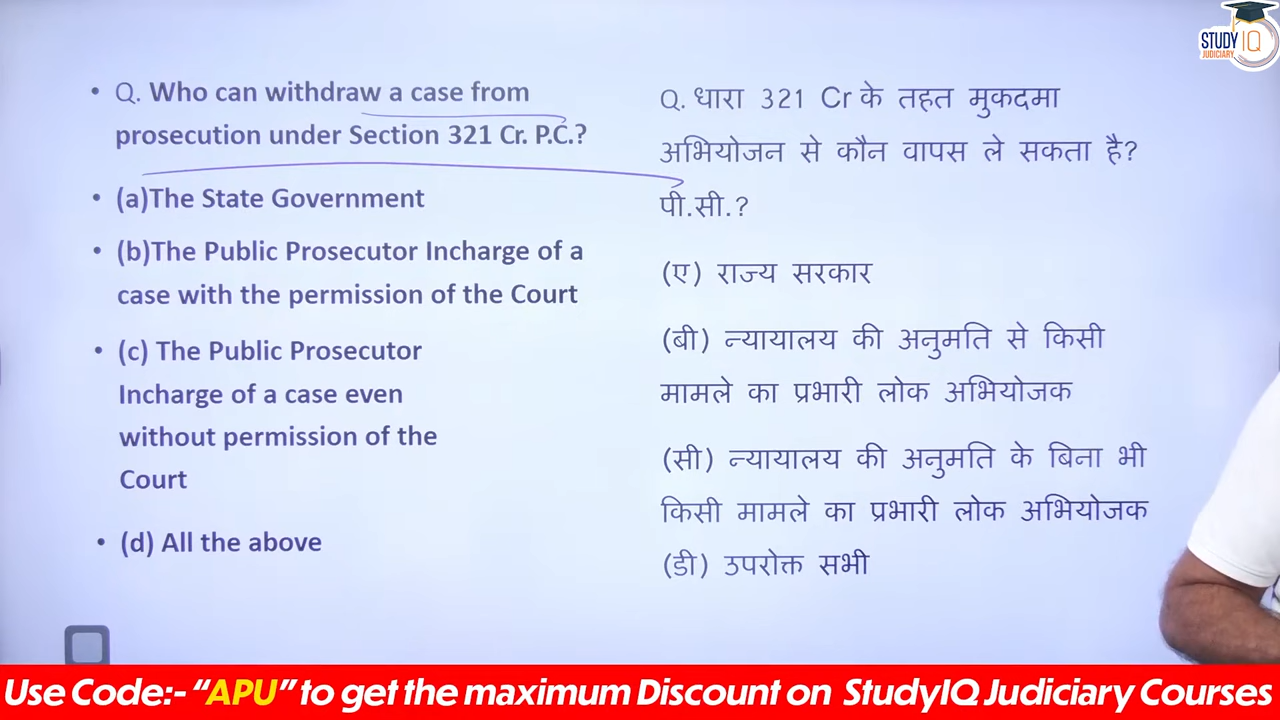 STUDY IQ
JUDICIARY
• Q. Who can withdraw a case from
prosecution under Section 321 Cr. P.C.?
• (a)The State Government
• (b)The Public Prosecutor Incharge of a
case with the permission of the Court
• (c) The Public Prosecutor
Incharge of a case even
without permission of the
Court
• (d) All the above
Q. धारा 321 Cr के तहत मुकदमा
अभियोजन से कौन वापस ले सकता है?
पी.सी.?
(ए) राज्य सरकार
(बी) न्यायालय की अनुमति से किसी
मामले का प्रभारी लोक अभियोजक
(सी) न्यायालय की अनुमति के बिना भी
किसी मामले का प्रभारी लोक अभियोजक
(डी) उपरोक्त सभी
Use Code:- “APU” to get the maximum Discount on StudyIQ Judiciary Courses